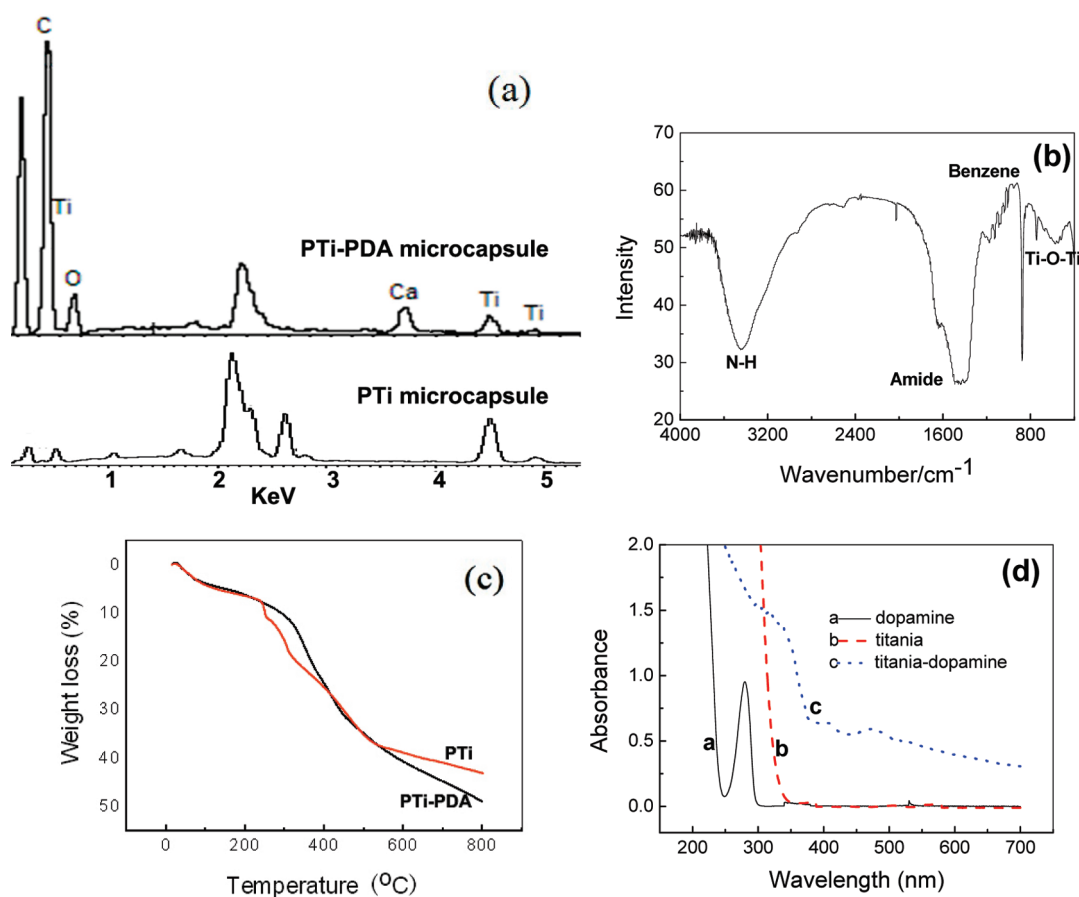 C
(a)
Ti
O
PTi-PDA microcapsule
Ca
Ti
Ti
PTi microcapsule
1 2 3 4 5
KeV
(b)
70
60
50
40
30
20
Intensity
Benzene
Ti-O-Ti
N-H
Amide
4000 3200 2400 1600 800
Wavenumber/cm-1
(c)
0
10
20
30
40
50
Weight loss (%)
PTi
PTi-PDA
0 200 400 600 800
Temperature (ºC)
(d)
2.0
1.5
1.0
0.5
0.0
Absorbance
a dopamine
b titania
c titania-dopamine
c
a
b
200 300 400 500 600 700
Wavelength (nm)